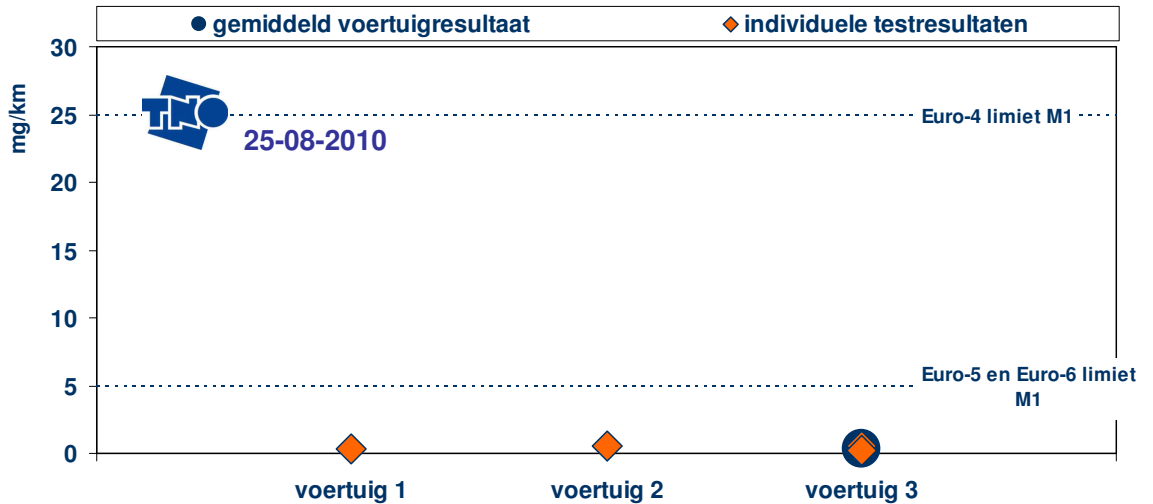 gemiddeld voertuigresultaat individuele testresultaten
30
mg/km
25
Euro-4 limiet M1
TNO
25-08-2010
20
15
10
5
Euro-5 en Euro-6 limiet
M1
0
voertuig 1 voertuig 2 voertuig 3